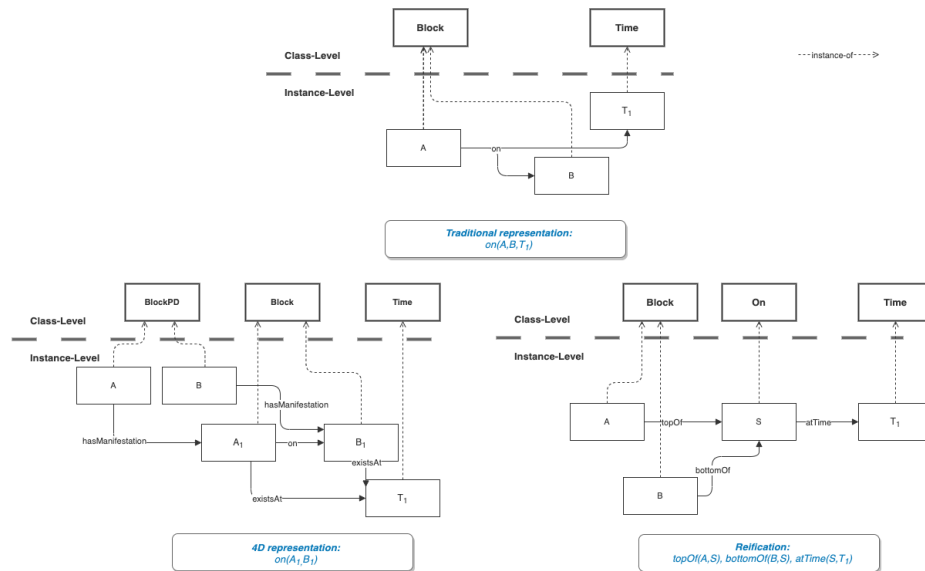 Block
Time
Class-Level
instance-of
Instance-Level
T1
A
on
B
Traditional representation:
on(A,B,T1)
BlockPD
Block
Time
Class-Level
Instance-Level
A
B
hasManifestation
hasManifestation
A1
on
B1
existsAt
existsAt
T1
4D representation:
on(A1,B1)
Block
On
Time
Class-Level
Instance-Level
A
topOf
S
atTime
T1
bottomOf
B
Reification:
topOf(A,S), bottomOf(B,S), atTime(S,T1)